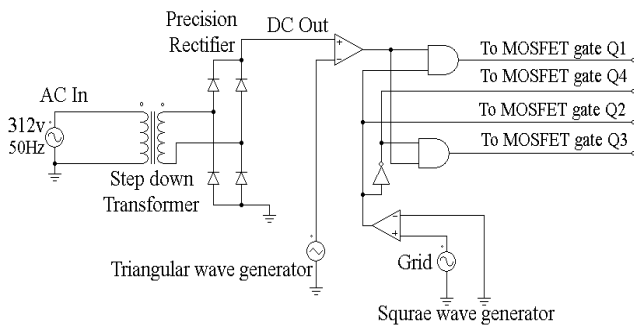 Precision
Rectifier
DC Out
To MOSFET gate Q1
To MOSFET gate Q4
To MOSFET gate Q2
To MOSFET gate Q3
AC In
312v
50Hz
Step down
Transformer
Triangular wave generator
Grid
Squrae wave generator
+
-
-
+